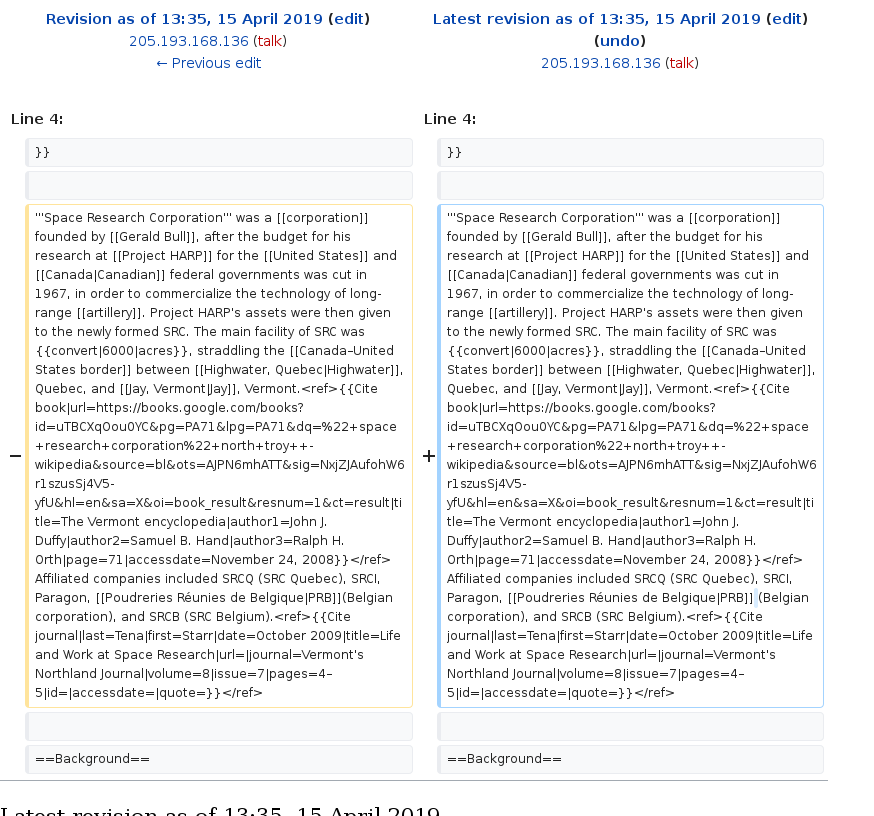 Revision as of 13:35, 15 April 2019 (edit)
205.193.168.136 (talk)
← Previous edit
Latest revision as of 13:35, 15 April 2019 (edit)
(undo)
205.193.168.136 (talk)
Line 4:
Line 4:
}}
}}
−
'''Space Research Corporation''' was a [[corporation]]
founded by [[Gerald Bull]], after the budget for his
research at [[Project HARP]] for the [[United States]] and
[[Canada|Canadian]] federal governments was cut in
1967, in order to commercialize the technology of long-
range [[artillery]]. Project HARP's assets were then given
to the newly formed SRC. The main facility of SRC was
{{convert|6000|acres}}, straddling the [[Canada–United
States border]] between [[Highwater, Quebec|Highwater]],
Quebec, and [[Jay, Vermont|Jay]], Vermont.<ref>{{Cite
book|url=https://books.google.com/books?
id=uTBCXqOou0YC&pg=PA71&lpg=PA71&dq=%22+space
+research+corporation%22+north+troy++-
wikipedia&source=bl&ots=AJPN6mhATT&sig=NxjZJAufohW6
r1szusSj4V5-
yfU&hl=en&sa=X&oi=book_result&resnum=1&ct=result|ti
tle=The Vermont encyclopedia|author1=John J.
Duffy|author2=Samuel B. Hand|author3=Ralph H.
Orth|page=71|accessdate=November 24, 2008}}</ref>
Affiliated companies included SRCQ (SRC Quebec), SRCI,
Paragon, [[Poudreries Réunies de Belgique|PRB]](Belgian
corporation), and SRCB (SRC Belgium).<ref>{{Cite
journal|last=Tena|first=Starr|date=October 2009|title=Life
and Work at Space Research|url=|journal=Vermont's
Northland Journal|volume=8|issue=7|pages=4–
5|id=|accessdate=|quote=}}</ref>
+
'''Space Research Corporation''' was a [[corporation]]
founded by [[Gerald Bull]], after the budget for his
research at [[Project HARP]] for the [[United States]] and
[[Canada|Canadian]] federal governments was cut in
1967, in order to commercialize the technology of long-
range [[artillery]]. Project HARP's assets were then given
to the newly formed SRC. The main facility of SRC was
{{convert|6000|acres}}, straddling the [[Canada–United
States border]] between [[Highwater, Quebec|Highwater]],
Quebec, and [[Jay, Vermont|Jay]], Vermont.<ref>{{Cite
book|url=https://books.google.com/books?
id=uTBCXqOou0YC&pg=PA71&lpg=PA71&dq=%22+space
+research+corporation%22+north+troy++-
wikipedia&source=bl&ots=AJPN6mhATT&sig=NxjZJAufohW6
r1szusSj4V5-
yfU&hl=en&sa=X&oi=book_result&resnum=1&ct=result|ti
tle=The Vermont encyclopedia|author1=John J.
Duffy|author2=Samuel B. Hand|author3=Ralph H.
Orth|page=71|accessdate=November 24, 2008}}</ref>
Affiliated companies included SRCQ (SRC Quebec), SRCI,
Paragon, [[Poudreries Réunies de Belgique|PRB]] (Belgian
corporation), and SRCB (SRC Belgium).<ref>{{Cite
journal|last=Tena|first=Starr|date=October 2009|title=Life
and Work at Space Research|url=|journal=Vermont's
Northland Journal|volume=8|issue=7|pages=4–
5|id=|accessdate=|quote=}}</ref>
==Background==
==Background==
Latest revision as of 13:35, 15 April 2019